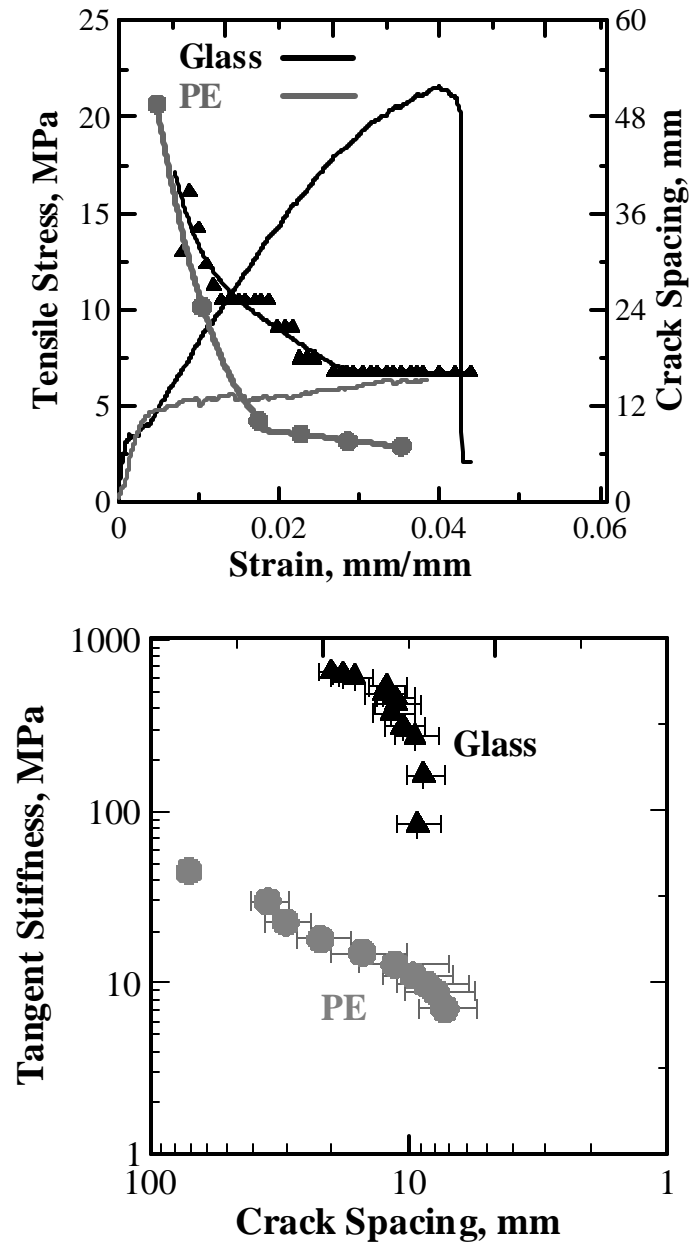 25
60
Glass
PE
20
48
15
36
10
24
5
12
0
0
Tensile Stress, MPa
Crack Spacing, mm
0
0.02
0.04
0.06
Strain, mm/mm
1000
Glass
100
10
PE
1
Tangent Stiffness, MPa
100
10
1
Crack Spacing, mm